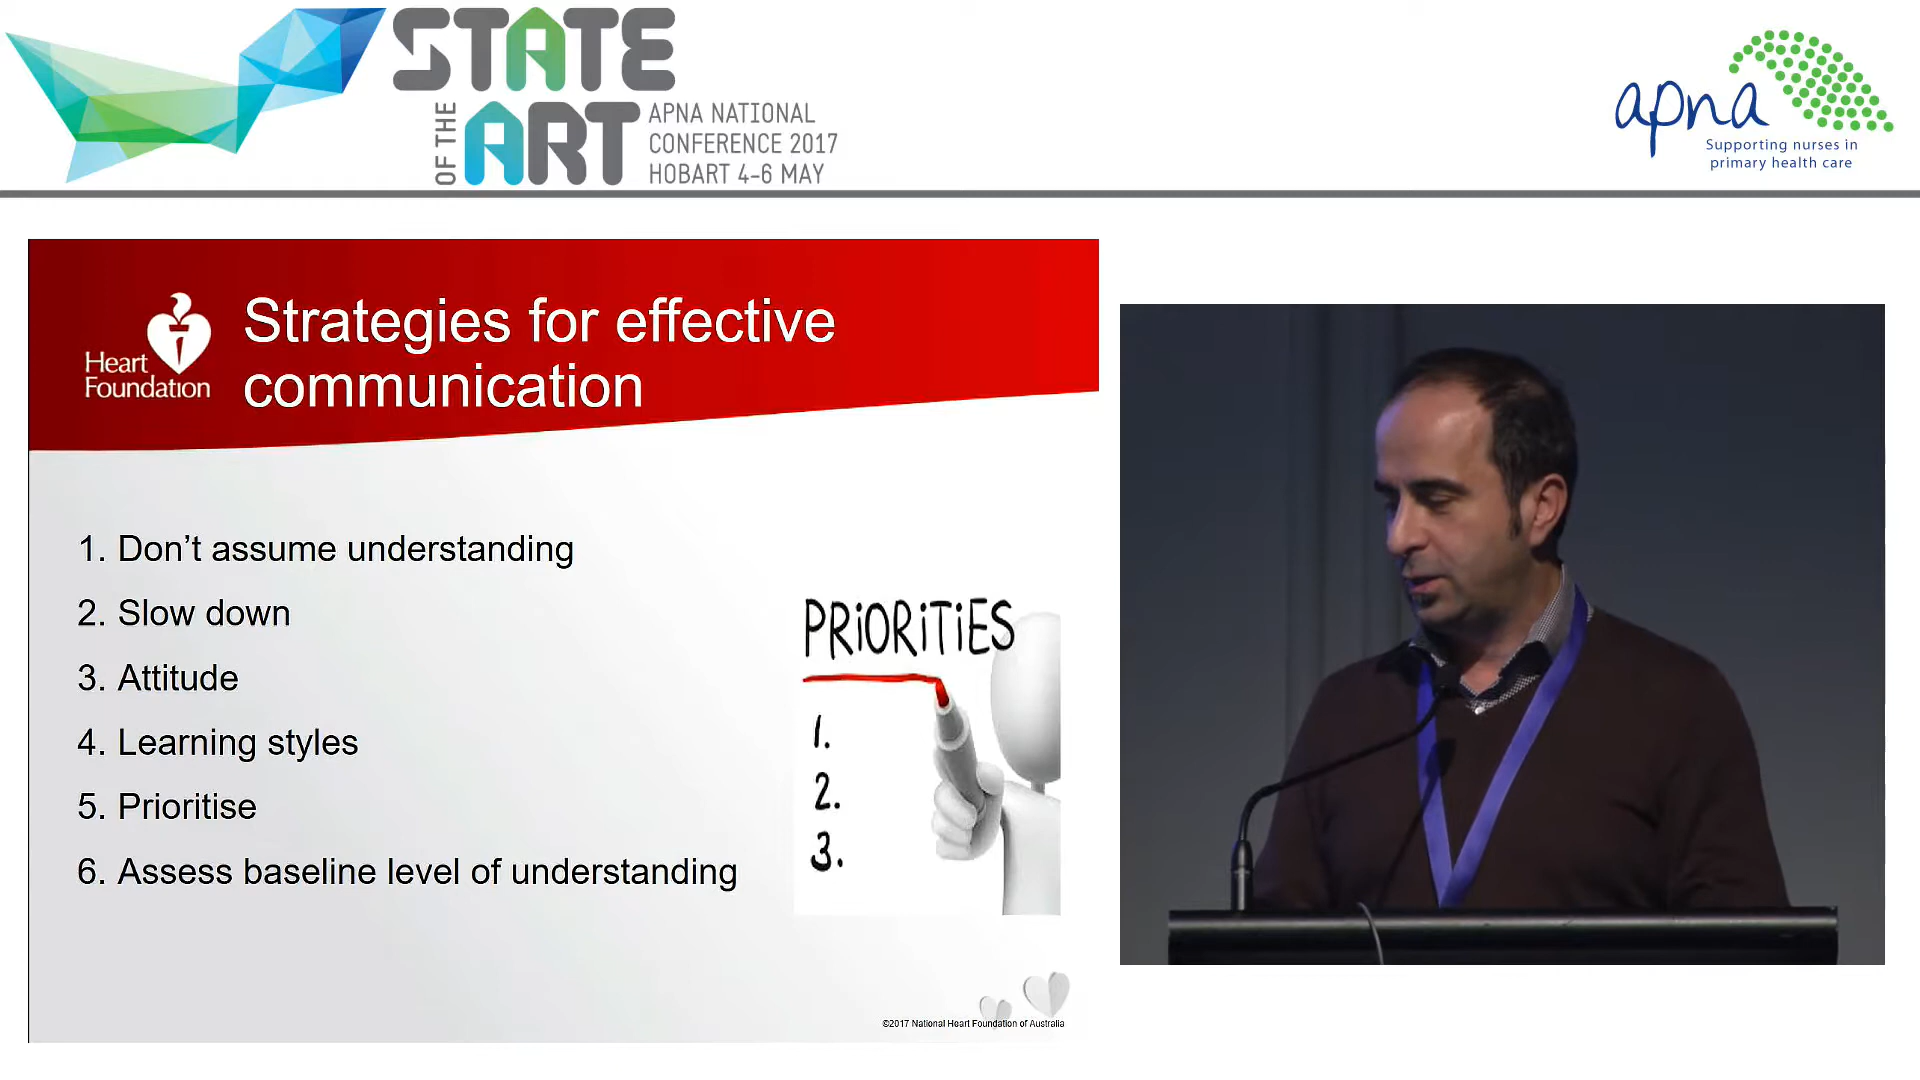 STATE
OF THE
ART
APNA NATIONAL
CONFERENCE 2017
HOBART 4-6 MAY
apna
Supporting nurses in
primary health care
Heart
Foundation
Strategies for effective
communication
1. Don’t assume understanding
2. Slow down
3. Attitude
4. Learning styles
5. Prioritise
6. Assess baseline level of understanding
PRiORiTiES
1.
2.
3.
©2017 National Heart Foundation of Australia